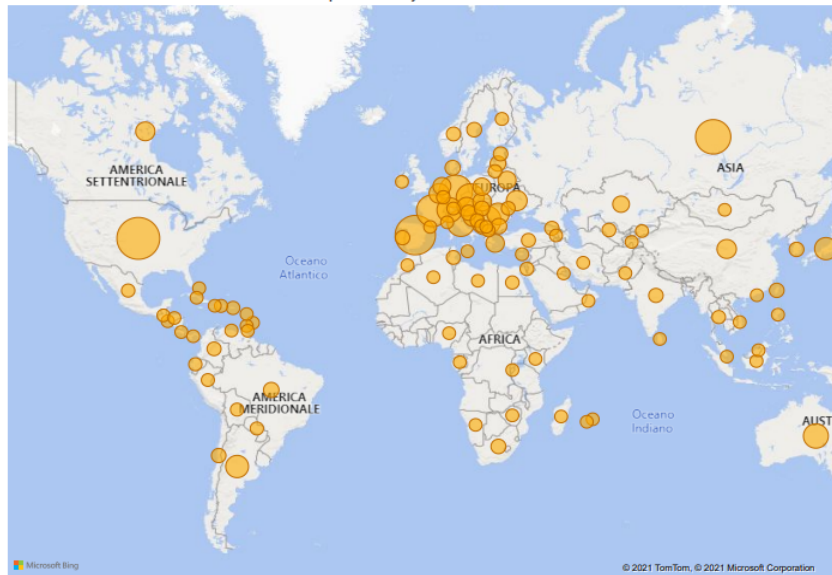 AMERICA
SETTENTRIONALE
EUROPA
ASIA
Oceano
Atlantico
AFRICA
AMERICA
MERIDIONALE
Oceano
Indiano
AUST
Microsoft Bing
© 2021 TomTom, © 2021 Microsoft Corporation